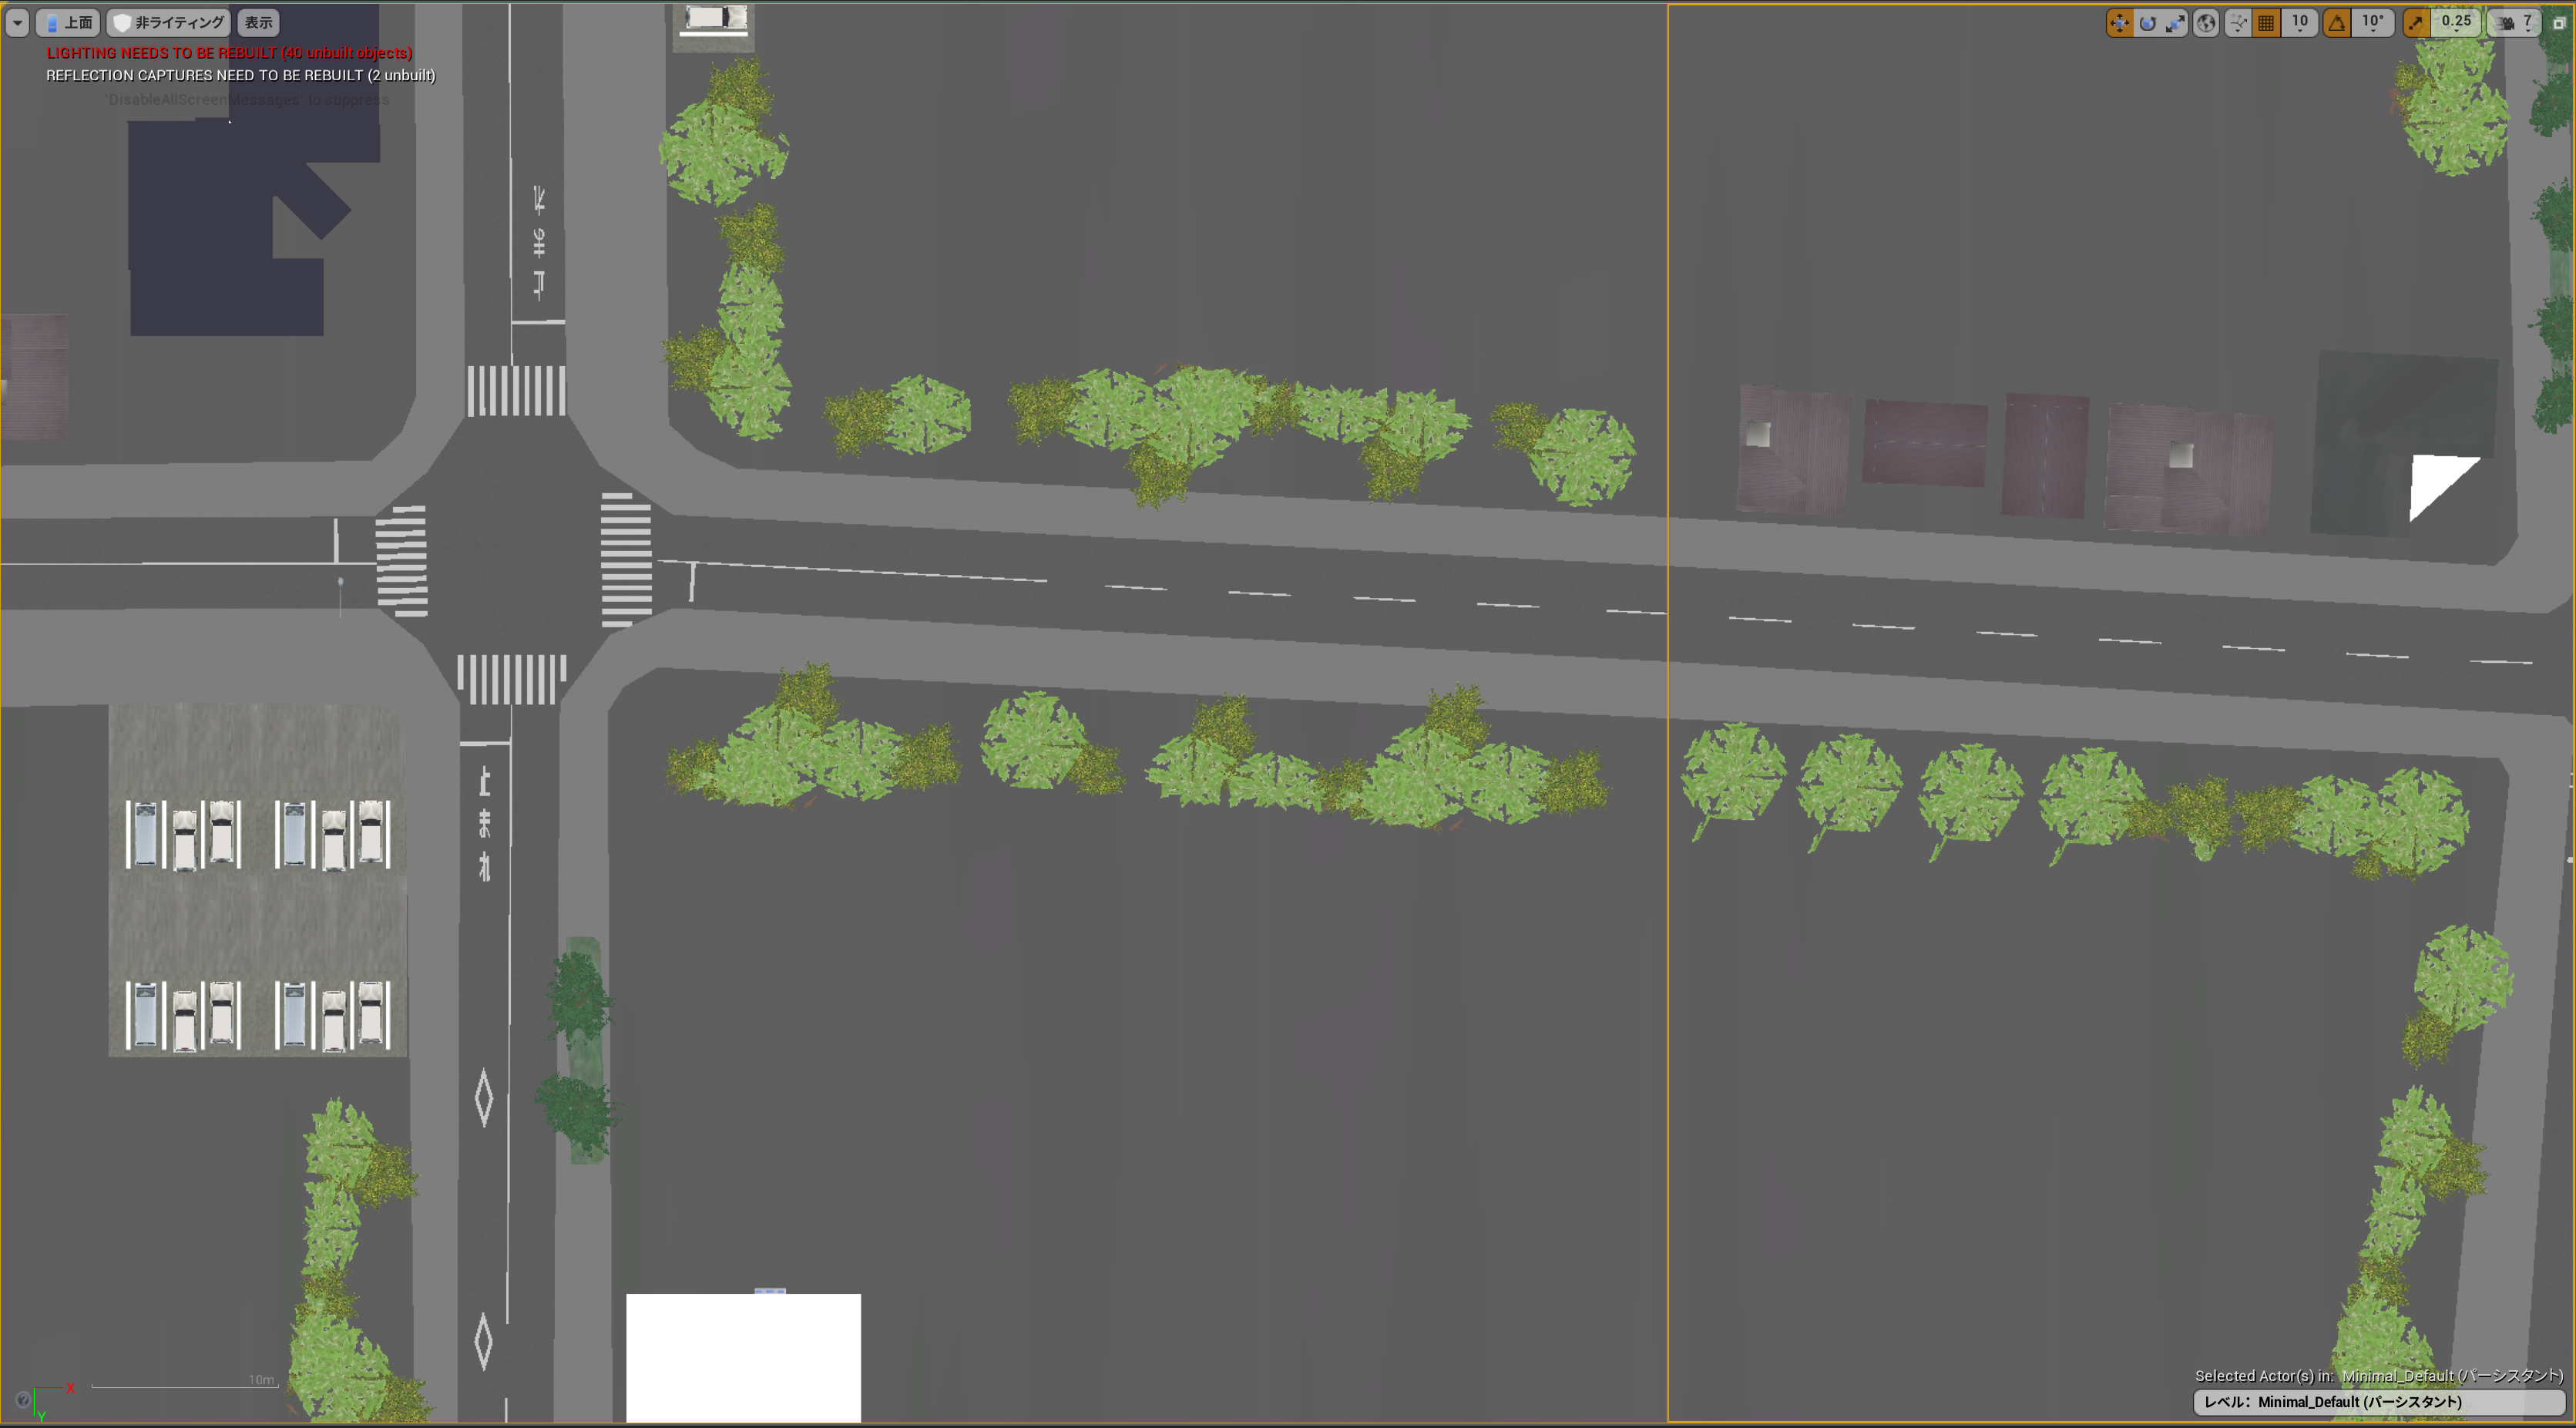 上面 非ライティング 表示 10 10° 0.25 7
LIGHTING NEEDS TO BE REBUILT (40 unbuilt objects)
REFLECTION CAPTURES NEED TO BE REBUILT (2 unbuilt)
'DisableAllScreenMessages' to suppress
止まれ
止まれ
10m
X
Y
Selected Actor(s) in: Minimal_Default (パーシスタント)
レベル: Minimal_Default (パーシスタント)